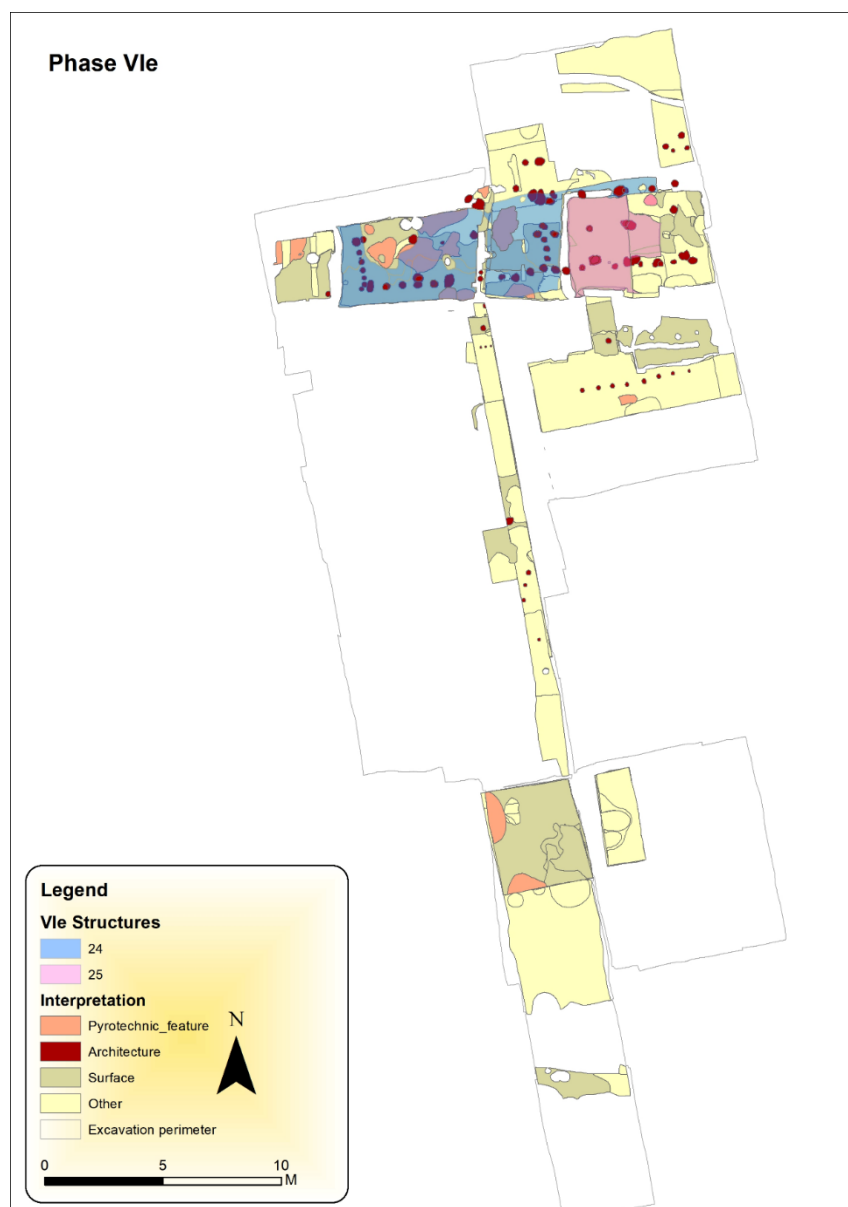 Phase VIe
Legend
VIe Structures
24
25
Interpretation
Pyrotechnic_feature
Architecture
Surface
Other
Excavation perimeter
N
0 5 10
M